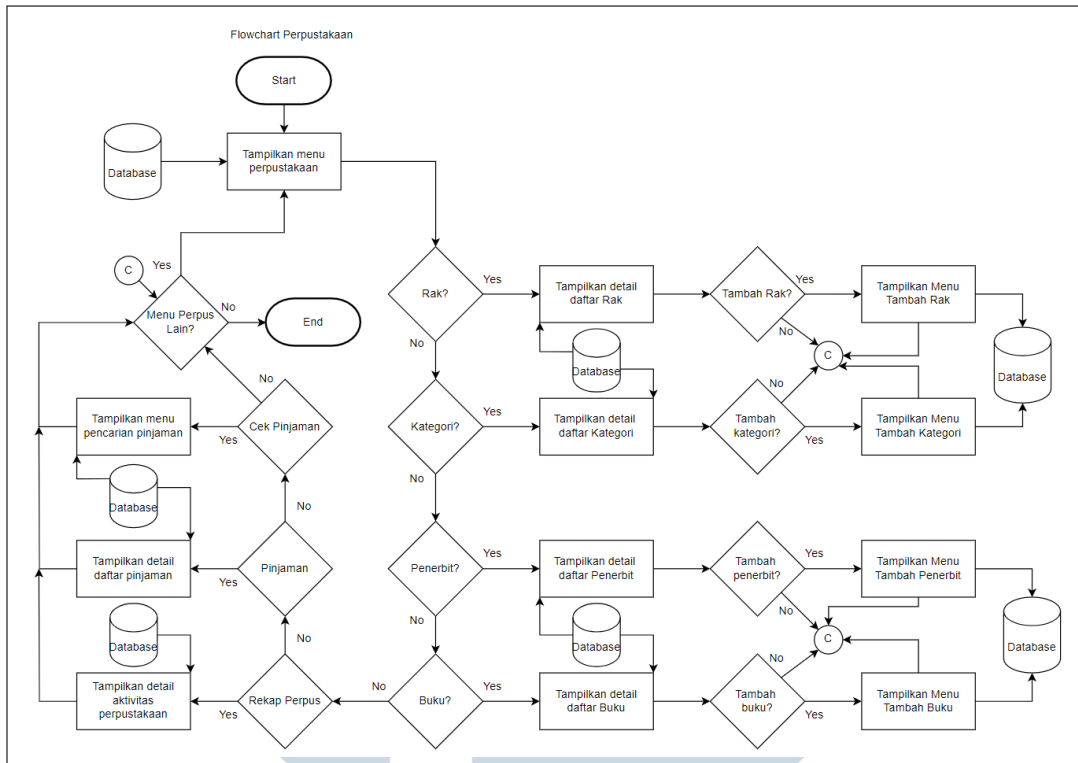 Flowchart Perpustakaan
Start
Database
Tampilkan menu
perpustakaan
C
Yes
Menu Perpus
Lain?
No
End
Rak?
Yes
No
Tampilkan detail
daftar Rak
Tambah Rak?
Yes
No
Tampilkan Menu
Tambah Rak
Database
C
Database
No
Cek Pinjaman
Yes
Tampilkan menu
pencarian pinjaman
Kategori?
Yes
No
Tampilkan detail
daftar Kategori
No
Tambah
kategori?
Yes
Tampilkan Menu
Tambah Kategori
Database
No
Tampilkan detail
daftar pinjaman
Pinjaman
Yes
No
Penerbit?
Yes
No
Tampilkan detail
daftar Penerbit
Tambah
penerbit?
Yes
No
Tampilkan Menu
Tambah Penerbit
Database
Database
C
Database
Tampilkan detail
aktivitas
perpustakaan
Rekap Perpus
Yes
No
Buku?
Yes
Tampilkan detail
daftar Buku
No
Tambah
buku?
Yes
Tampilkan Menu
Tambah Buku